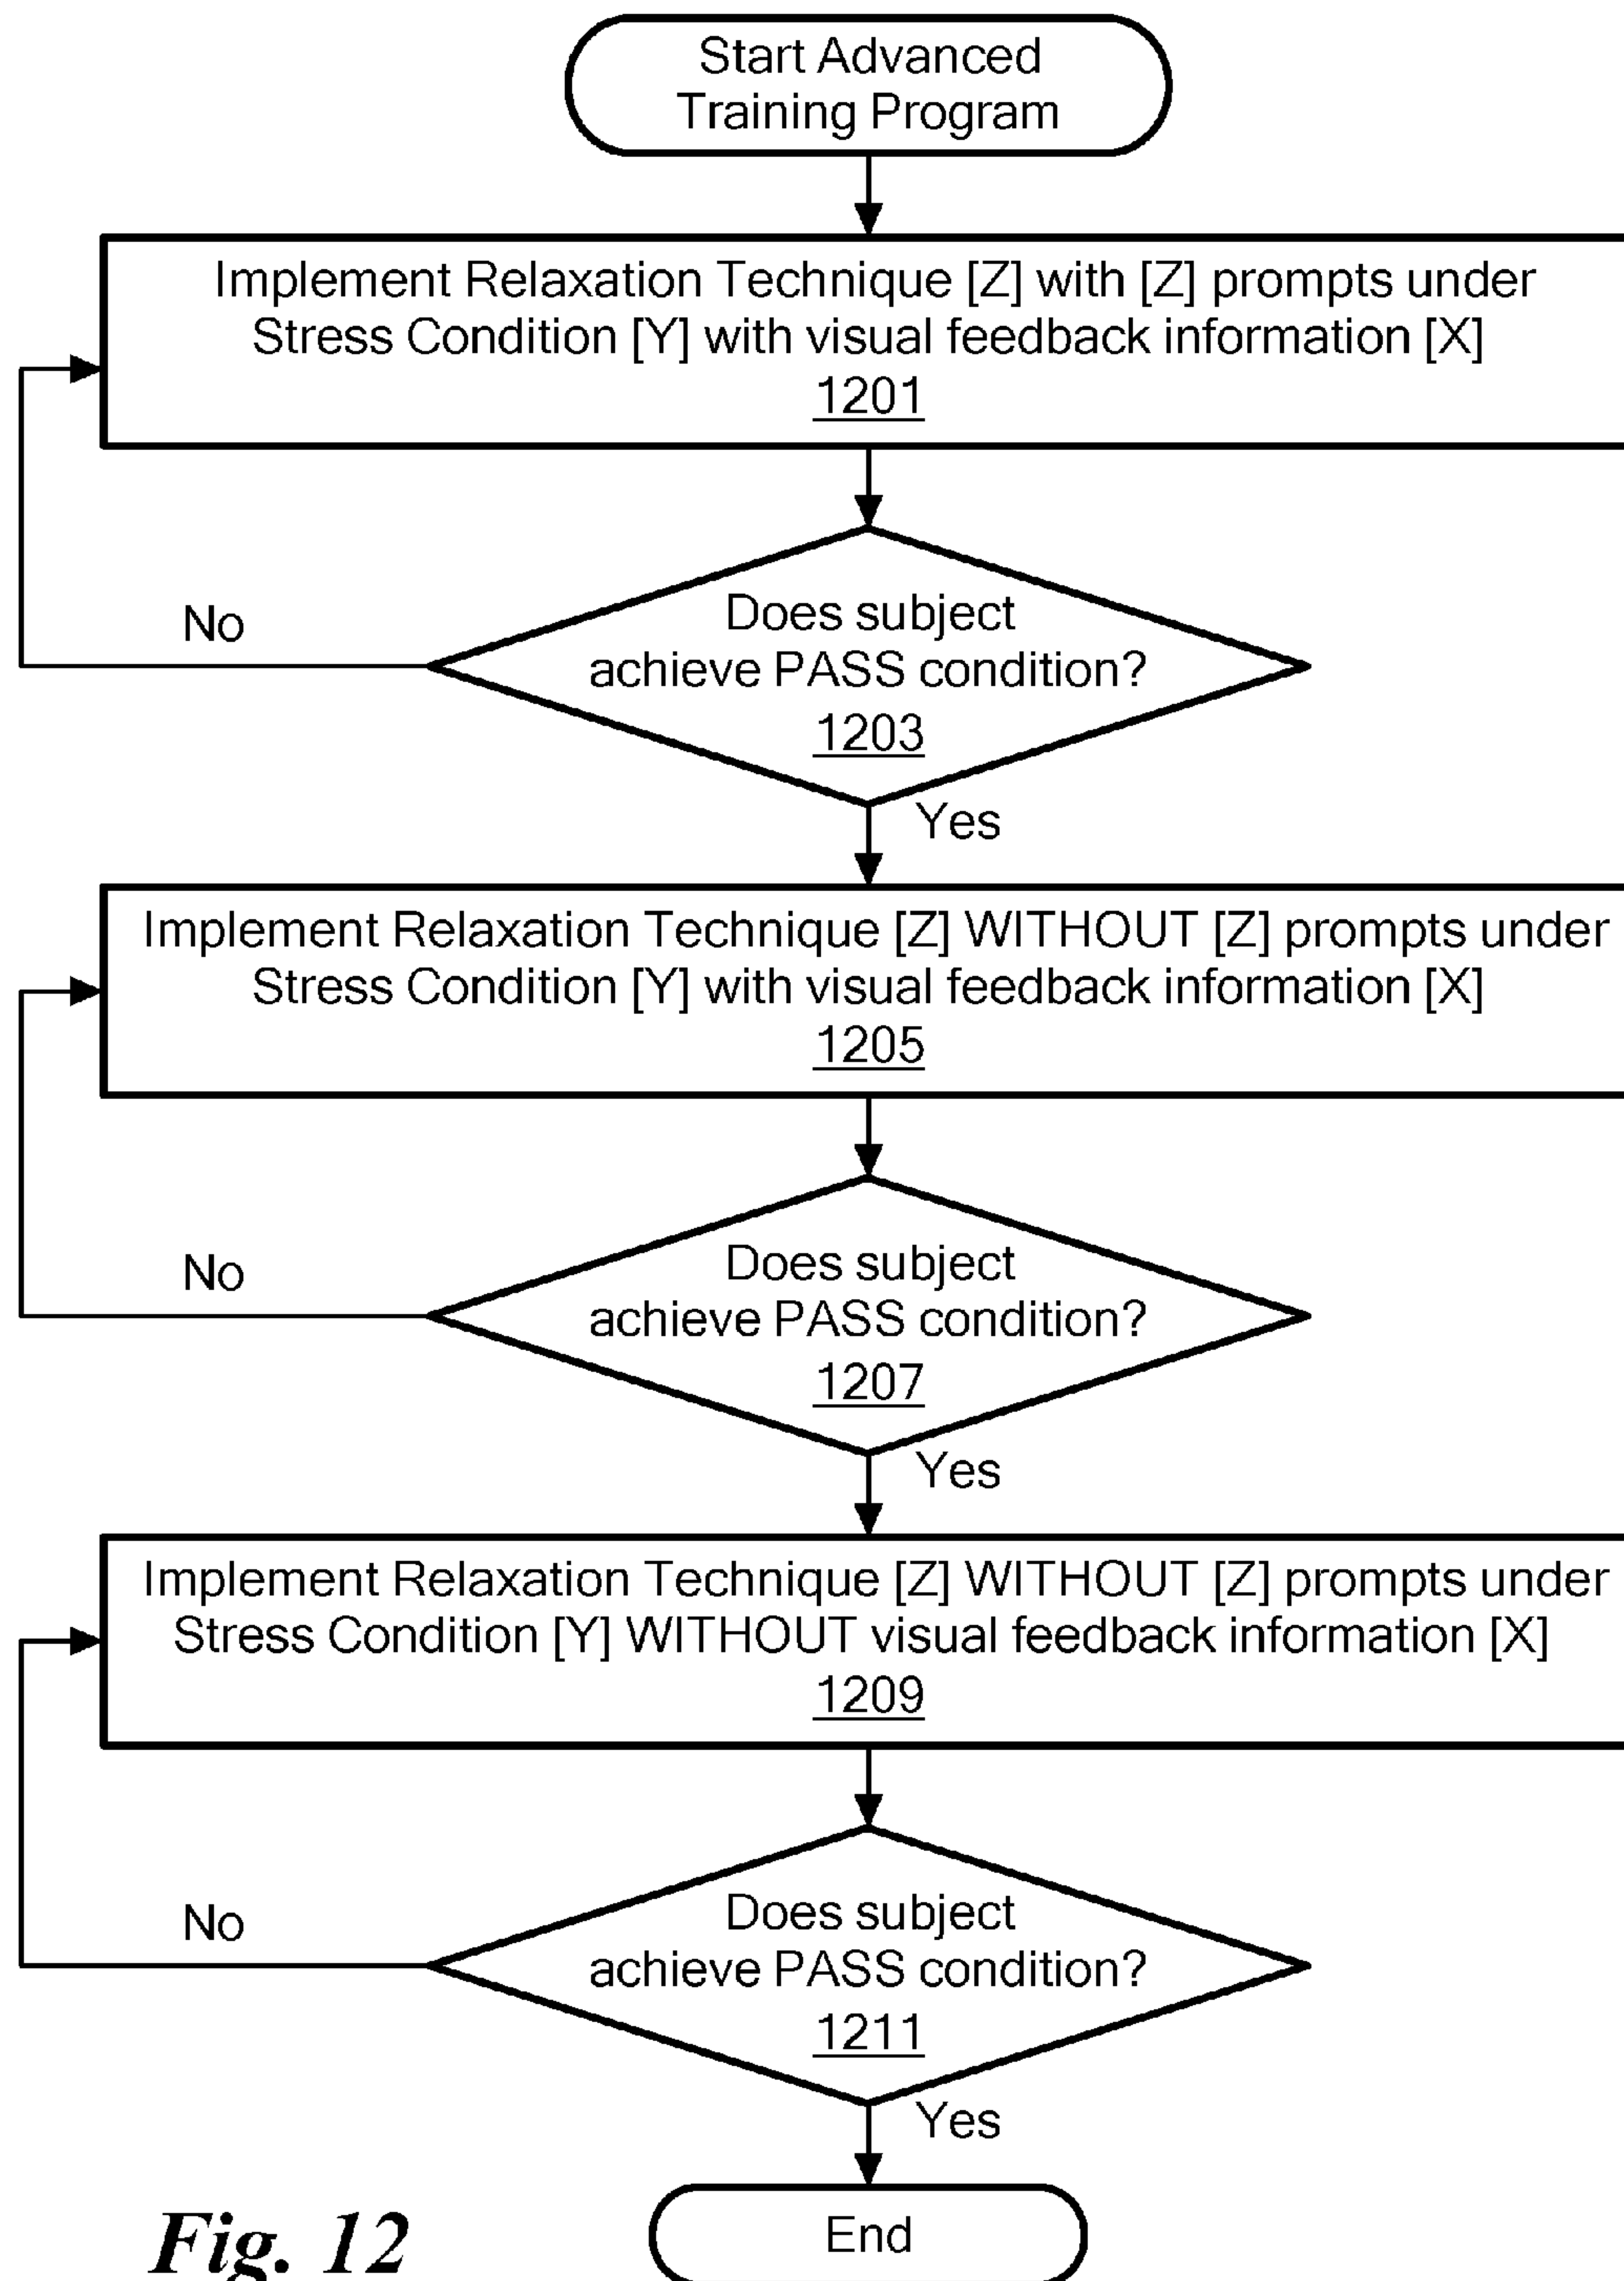 Start Advanced
Training Program
Implement Relaxation Technique [Z] with [Z] prompts under
Stress Condition [Y] with visual feedback information [X]
1201
Does subject
achieve PASS condition?
1203
No
Yes
Implement Relaxation Technique [Z] WITHOUT [Z] prompts under
Stress Condition [Y] with visual feedback information [X]
1205
Does subject
achieve PASS condition?
1207
No
Yes
Implement Relaxation Technique [Z] WITHOUT [Z] prompts under
Stress Condition [Y] WITHOUT visual feedback information [X]
1209
Does subject
achieve PASS condition?
1211
No
Yes
End
Fig. 12